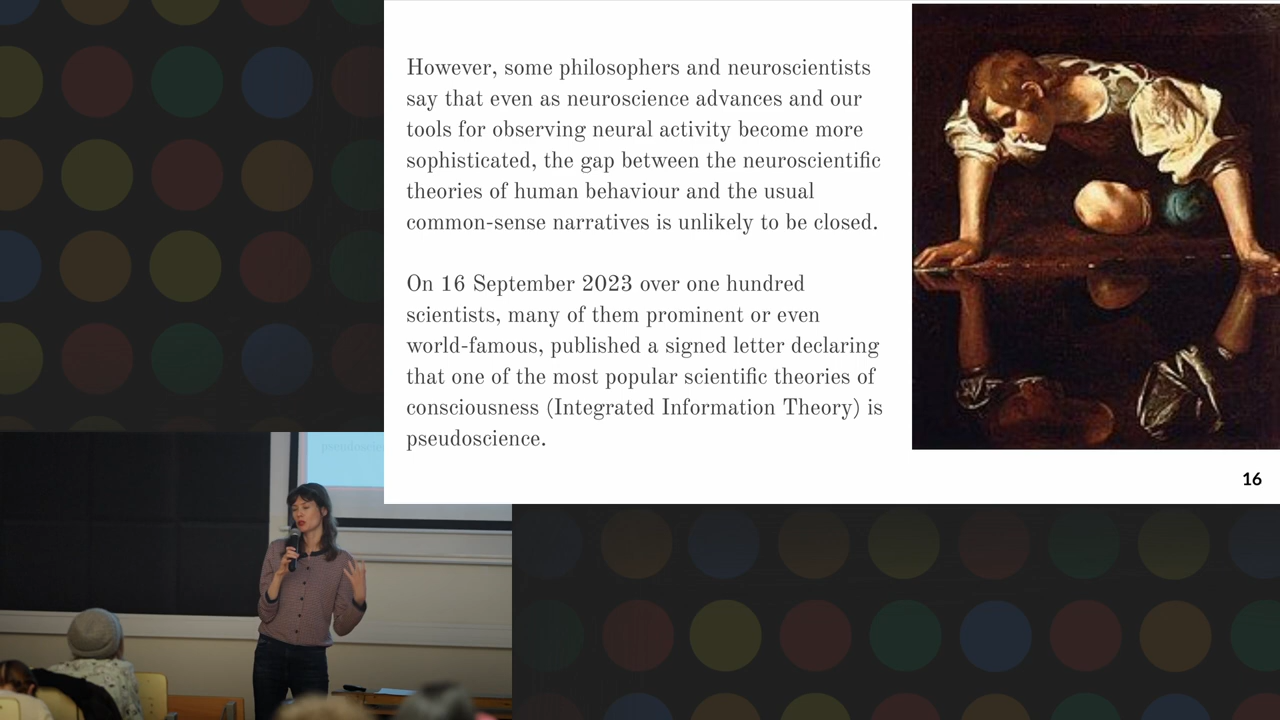 However, some philosophers and neuroscientists
say that even as neuroscience advances and our
tools for observing neural activity become more
sophisticated, the gap between the neuroscientific
theories of human behaviour and the usual
common-sense narratives is unlikely to be closed.
On 16 September 2023 over one hundred
scientists, many of them prominent or even
world-famous, published a signed letter declaring
that one of the most popular scientific theories of
consciousness (Integrated Information Theory) is
pseudoscience.
16